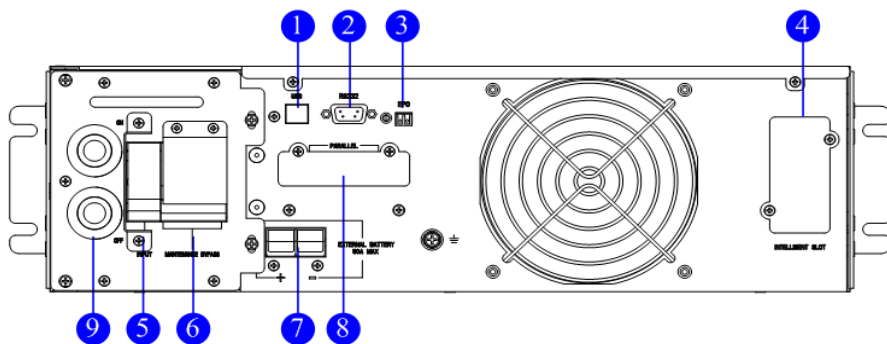 1
2
3
4
USB
RS232
EPO
ON
PARALLEL
OFF
INPUT
MAINTENANCE BYPASS
EXTERNAL BATTERY
50A MAX
+ -
INTELLIGENT SLOT
9
5
6
7
8